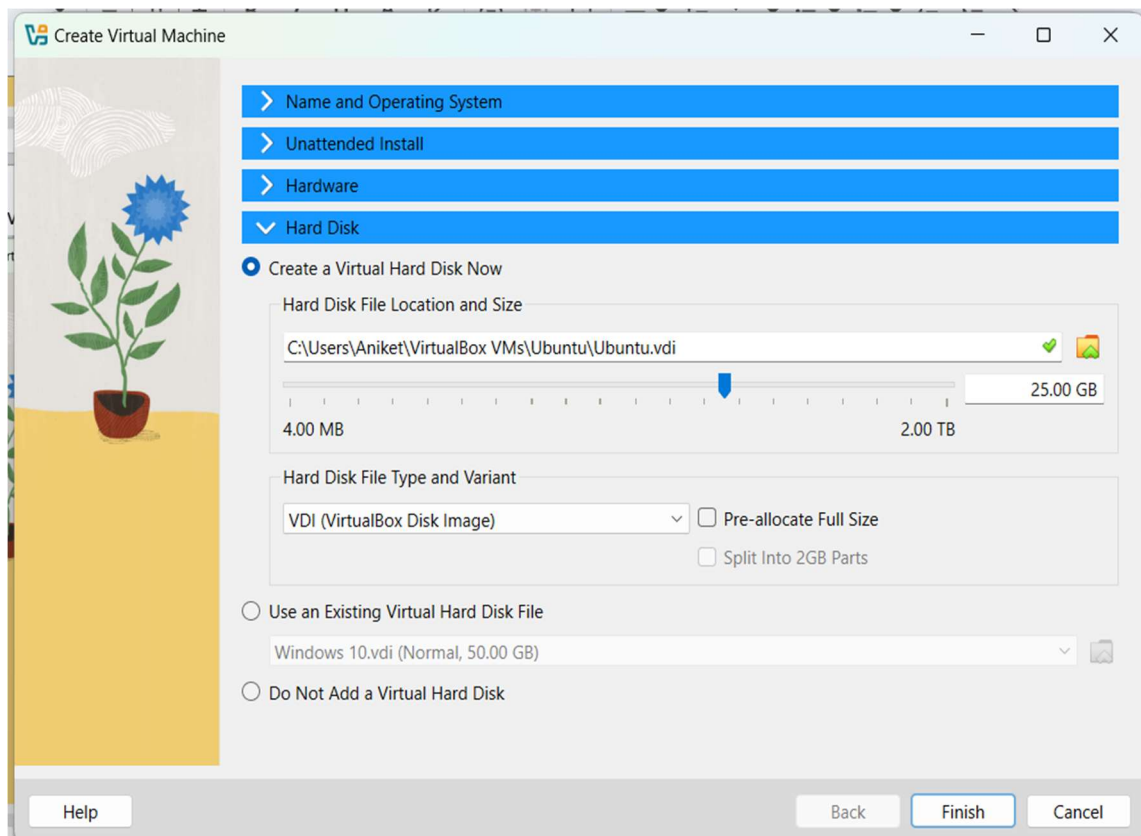 Create Virtual Machine
Name and Operating System
Unattended Install
Hardware
Hard Disk
Create a Virtual Hard Disk Now
Hard Disk File Location and Size
C:\Users\Aniket\VirtualBox VMs\Ubuntu\Ubuntu.vdi
25.00 GB
4.00 MB 2.00 TB
Hard Disk File Type and Variant
VDI (VirtualBox Disk Image) Pre-allocate Full Size
Split Into 2GB Parts
Use an Existing Virtual Hard Disk File
Windows 10.vdi (Normal, 50.00 GB)
Do Not Add a Virtual Hard Disk
Help Back Finish Cancel